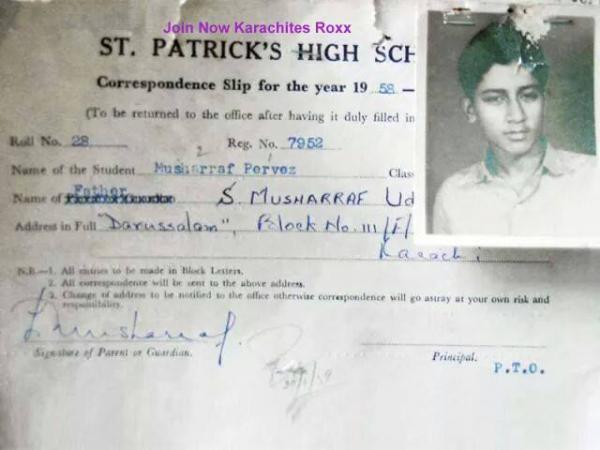 Join Now Karachites Roxx
ST. PATRICK'S HIGH SCH
Correspondence Slip for the year 19 58 —
(To be returned to the office after having it duly filled in
Roll No. 28 Reg. No. 7952
Name of the Student Musharraf Pervez Class
Name of Father S. MUSHARRAF Ud
Address in Full "Darussalam", Block No. III/E/
Karachi
N.B.—1. All entries to be made in Block Letters.
2. All correspondence will be sent to the above address.
3. Change of address to be notified to the office otherwise correspondence will go astray at your own risk and
responsibility.
Signature of Parent or Guardian.
Principal.
P.T.O.